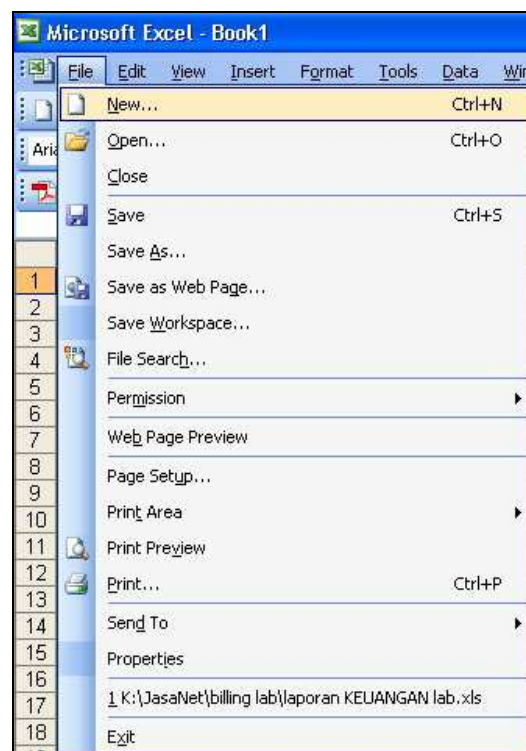 Microsoft Excel - Book1
File Edit View Insert Format Tools Data
New... Ctrl+N
Open... Ctrl+O
Close
Save Ctrl+S
Save As...
Save as Web Page...
Save Workspace...
File Search...
Permission
Web Page Preview
Page Setup...
Print Area
Print Preview
Print... Ctrl+P
Send To
Properties
1 K:\JasaNet\billing lab\laporan KEUANGAN lab.xls
Exit
1
2
3
4
5
6
7
8
9
10
11
12
13
14
15
16
17
18